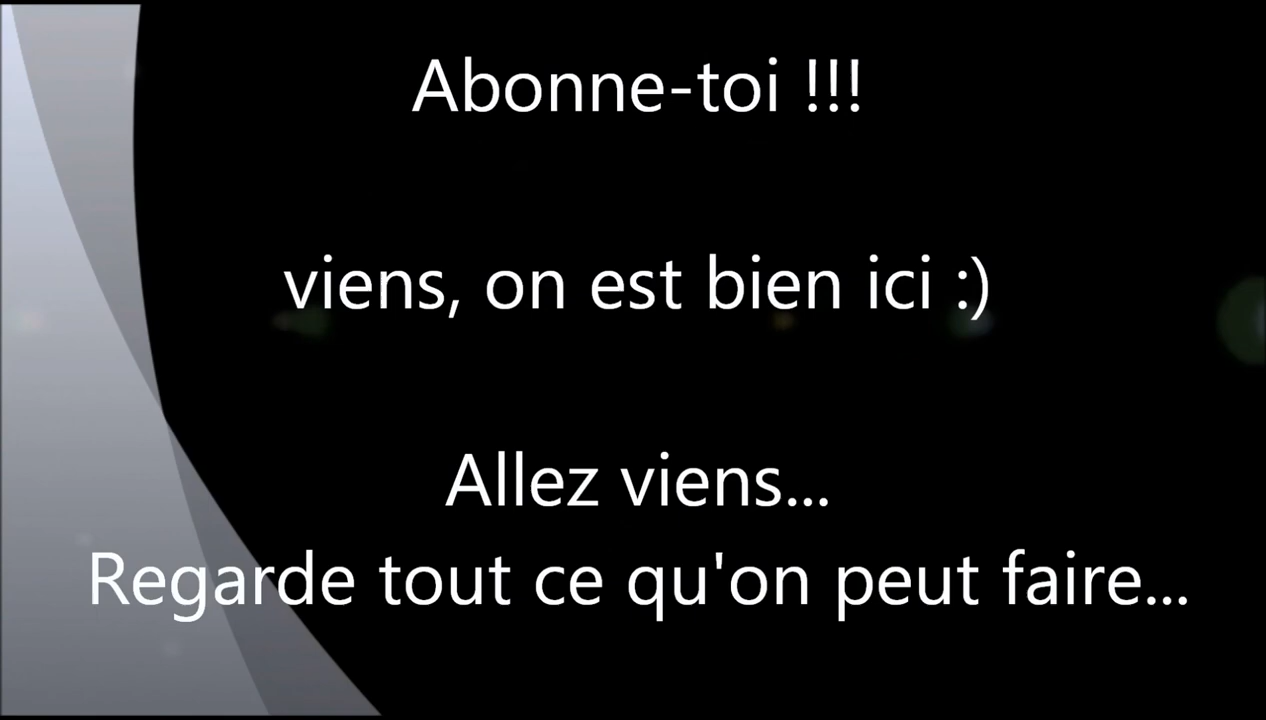 Abonne-toi !!!
viens, on est bien ici :)
Allez viens...
Regarde tout ce qu'on peut faire...